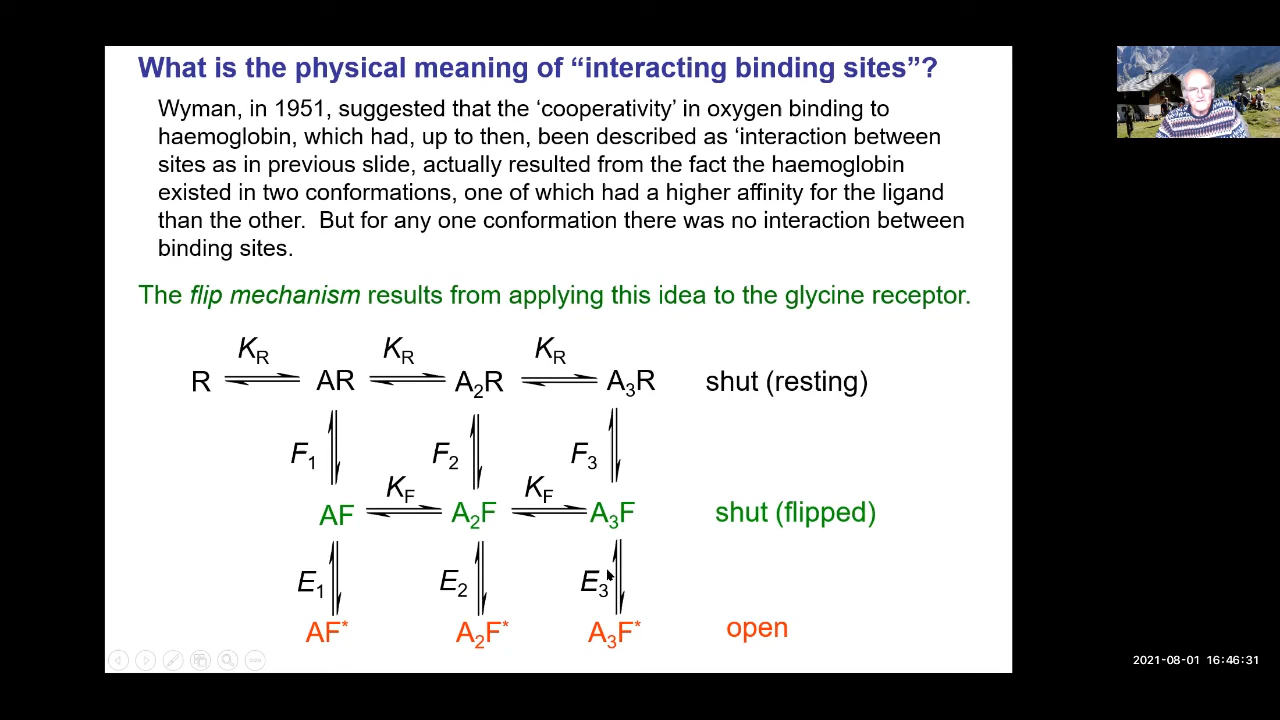 What is the physical meaning of “interacting binding sites”?
Wyman, in 1951, suggested that the ‘cooperativity’ in oxygen binding to
haemoglobin, which had, up to then, been described as ‘interaction between
sites as in previous slide, actually resulted from the fact the haemoglobin
existed in two conformations, one of which had a higher affinity for the ligand
than the other.  But for any one conformation there was no interaction between
binding sites.
The flip mechanism results from applying this idea to the glycine receptor.
K_R K_R K_R
R AR A₂R A₃R shut (resting)
F₁ F₂ F₃
K_F K_F
AF A₂F A₃F shut (flipped)
E₁ E₂ E₃
AF* A₂F* A₃F* open
2021-08-01 16:46:31